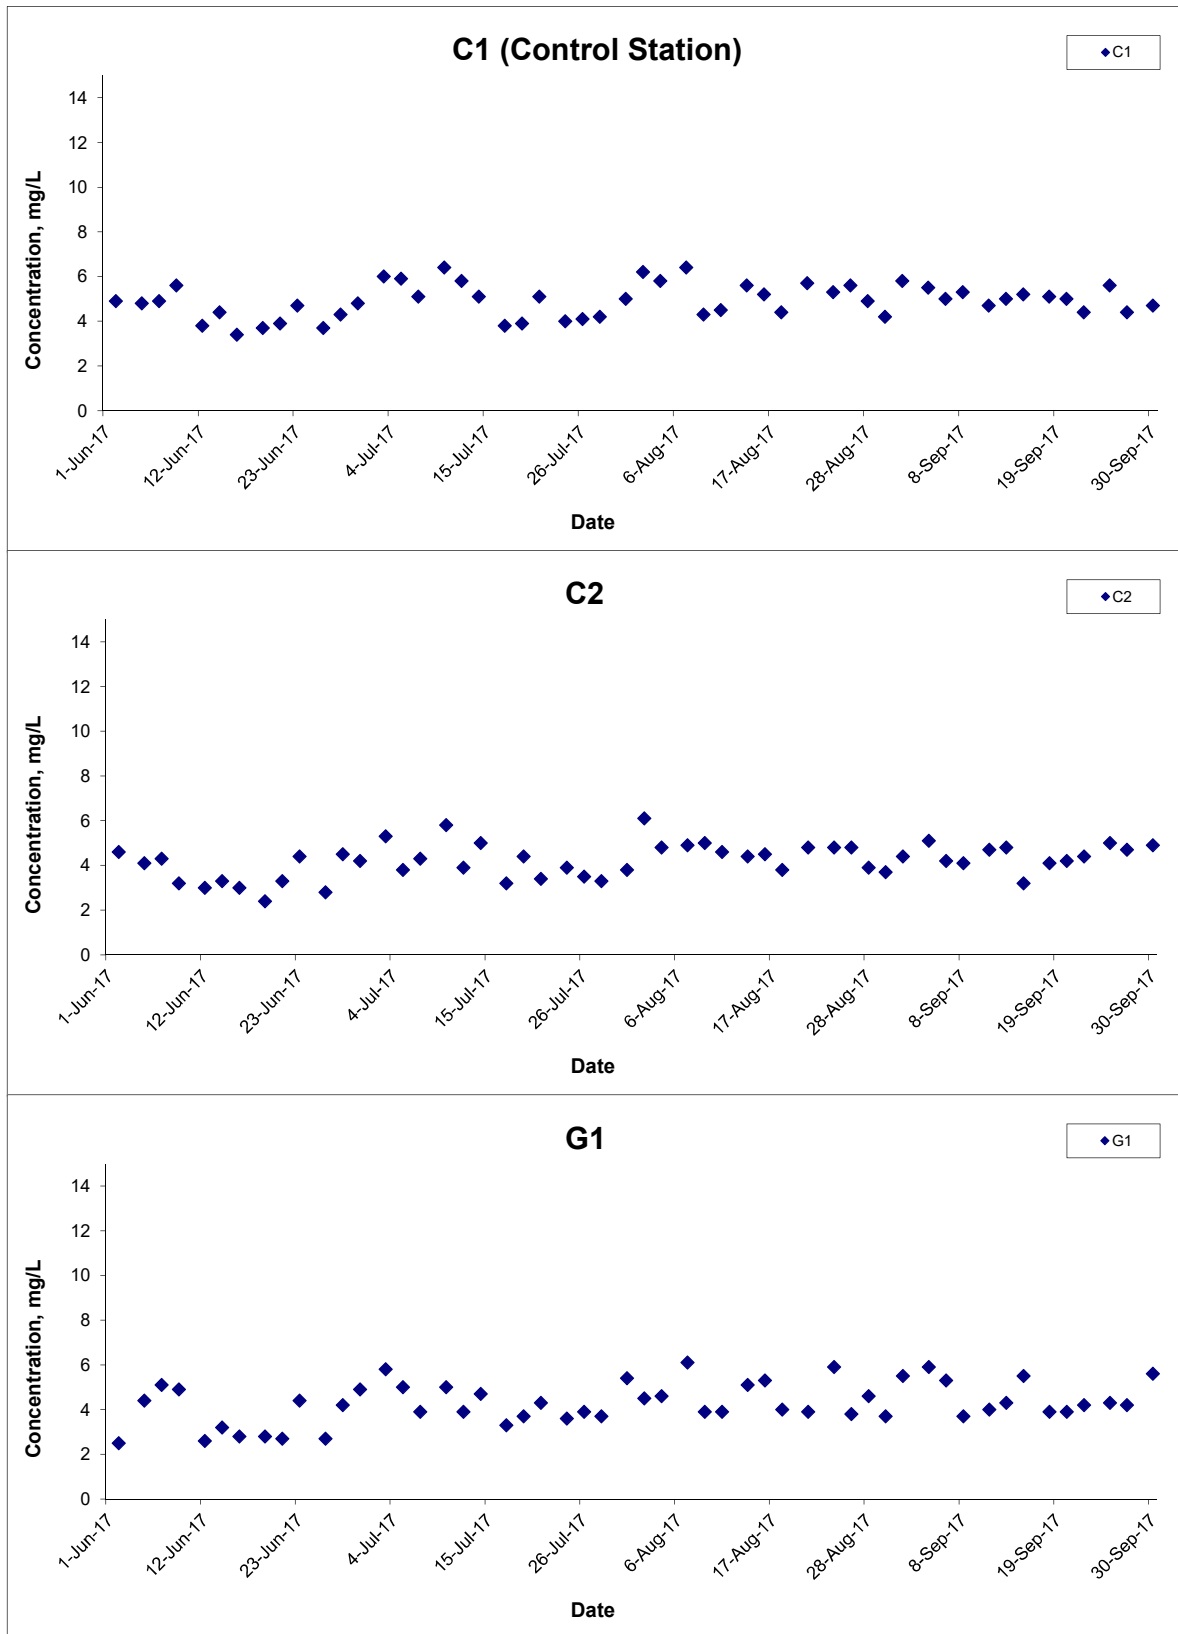 C1 (Control Station)
C1
Concentration, mg/L
14
12
10
8
6
4
2
0
1-Jun-17
12-Jun-17
23-Jun-17
4-Jul-17
15-Jul-17
26-Jul-17
6-Aug-17
17-Aug-17
28-Aug-17
8-Sep-17
19-Sep-17
30-Sep-17
Date
C2
C2
Concentration, mg/L
14
12
10
8
6
4
2
0
1-Jun-17
12-Jun-17
23-Jun-17
4-Jul-17
15-Jul-17
26-Jul-17
6-Aug-17
17-Aug-17
28-Aug-17
8-Sep-17
19-Sep-17
30-Sep-17
Date
G1
G1
Concentration, mg/L
14
12
10
8
6
4
2
0
1-Jun-17
12-Jun-17
23-Jun-17
4-Jul-17
15-Jul-17
26-Jul-17
6-Aug-17
17-Aug-17
28-Aug-17
8-Sep-17
19-Sep-17
30-Sep-17
Date